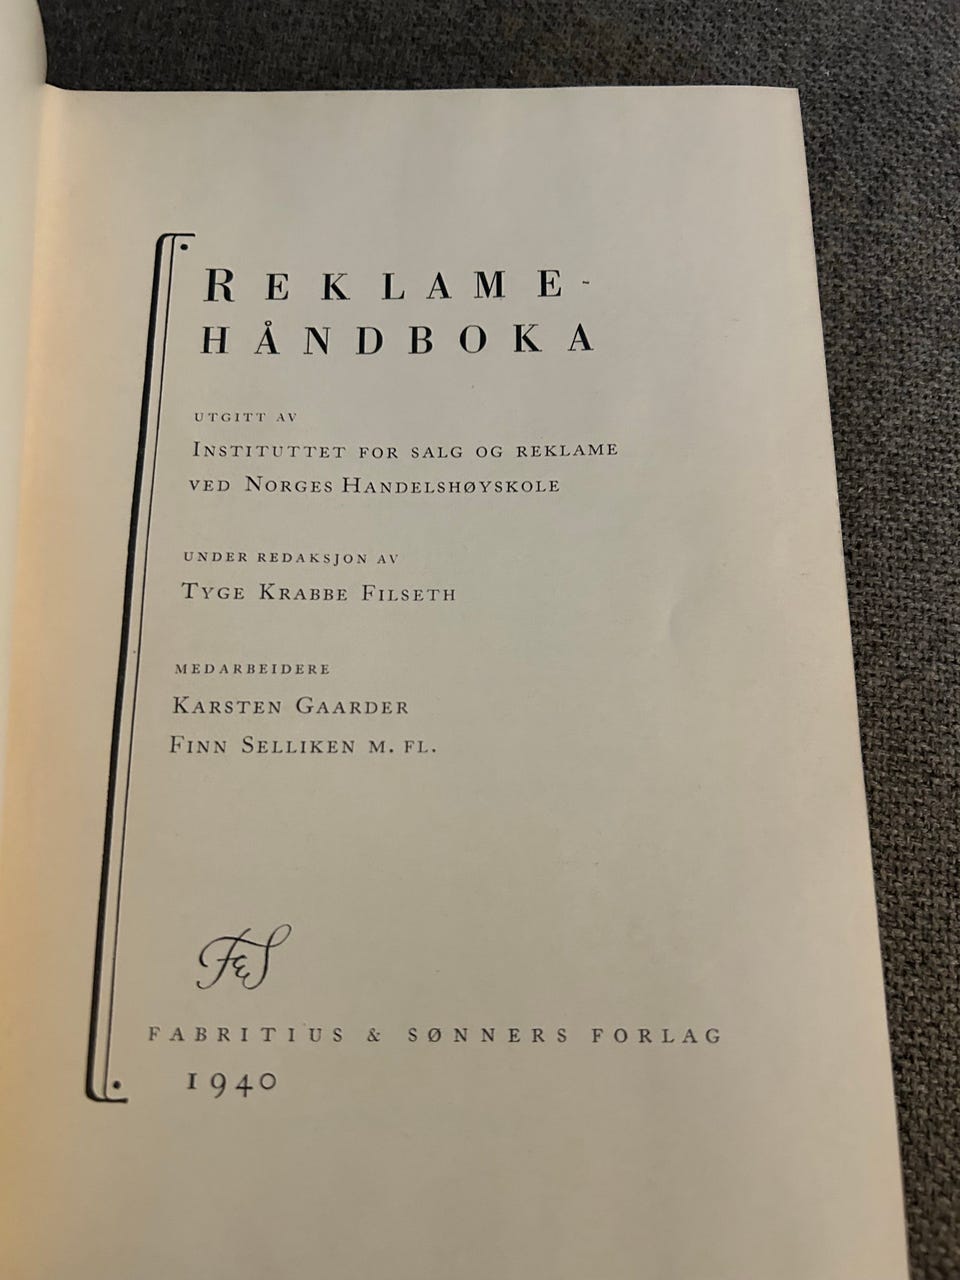 REKLAME-
HÅNDBOKA
UTGITT AV
INSTITUTTET FOR SALG OG REKLAME
VED NORGES HANDELSHØYSKOLE
UNDER REDAKSJON AV
TYGE KRABBE FILSETH
MEDARBEIDERE
KARSTEN GAARDER
FINN SELLIKEN M. FL.
F&S
FABRITIUS & SØNNERS FORLAG
1940